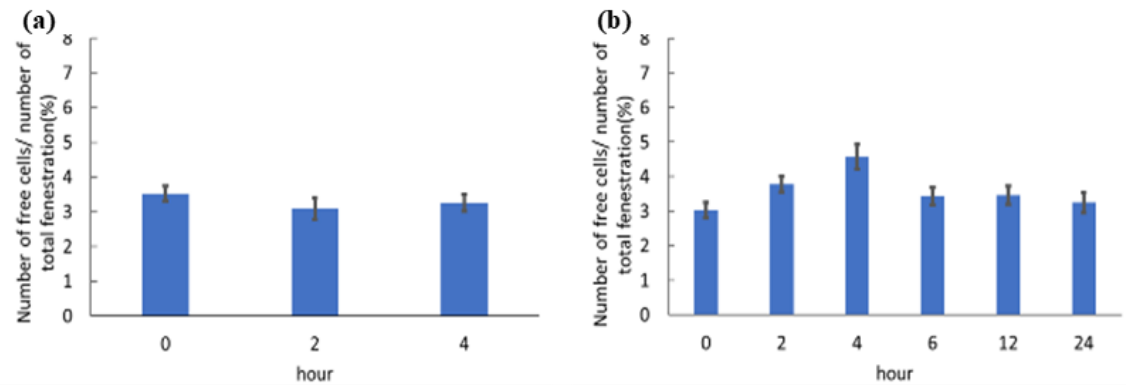 (a)
Number of free cells/ number of
total fenestration(%)
8
7
6
5
4
3
2
1
0
0 2 4
hour
(b)
Number of free cells/ number of
total fenestration(%)
8
7
6
5
4
3
2
1
0
0 2 4 6 12 24
hour